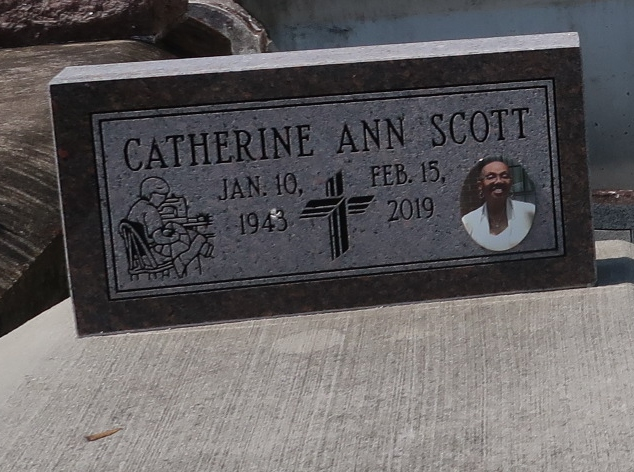 CATHERINE ANN SCOTT
JAN. 10, FEB. 15,
1943 2019